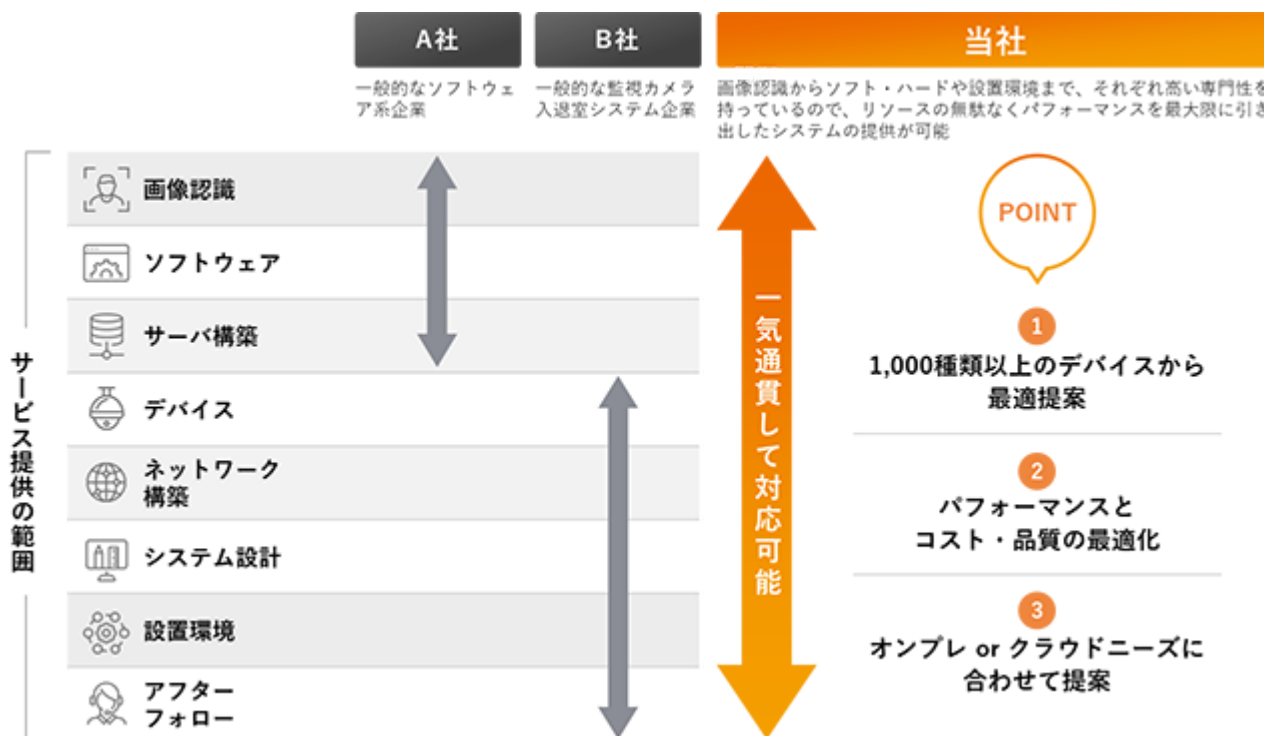 A社
B社
当社
一般的なソフトウェ
ア系企業
一般的な監視カメラ
入退室システム企業
画像認識からソフト・ハードや設置環境まで、それぞれ高い専門性を
持っているので、リソースの無駄なくパフォーマンスを最大限に引き
出したシステムの提供が可能
サービス提供の範囲
画像認識
ソフトウェア
サーバ構築
デバイス
ネットワーク
構築
システム設計
設置環境
アフター
フォロー
一気通貫して対応可能
POINT
1
1,000種類以上のデバイスから
最適提案
2
パフォーマンスと
コスト・品質の最適化
3
オンプレ or クラウドニーズに
合わせて提案